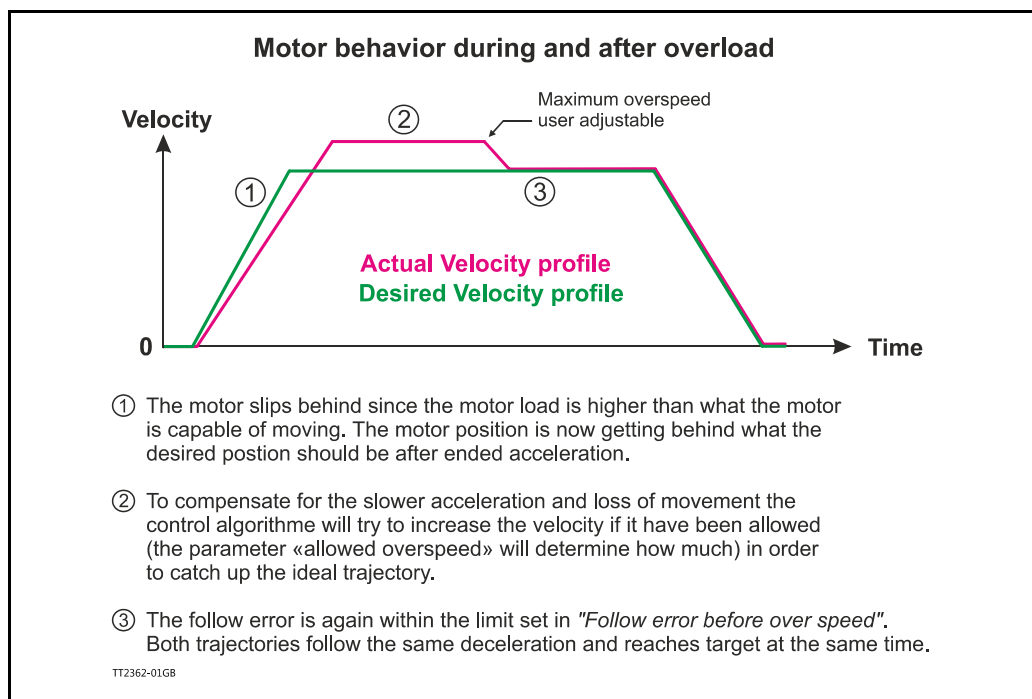 Motor behavior during and after overload
Maximum overspeed
user adjustable
Velocity
②
①
③
Actual Velocity profile
Desired Velocity profile
0
Time
① The motor slips behind since the motor load is higher than what the motor
is capable of moving. The motor position is now getting behind what the
desired postion should be after ended acceleration.
② To compensate for the slower acceleration and loss of movement the
control algorithme will try to increase the velocity if it have been allowed
(the parameter «allowed overspeed» will determine how much) in order
to catch up the ideal trajectory.
③ The follow error is again within the limit set in "Follow error before over speed".
Both trajectories follow the same deceleration and reaches target at the same time.
TT2362-01GB